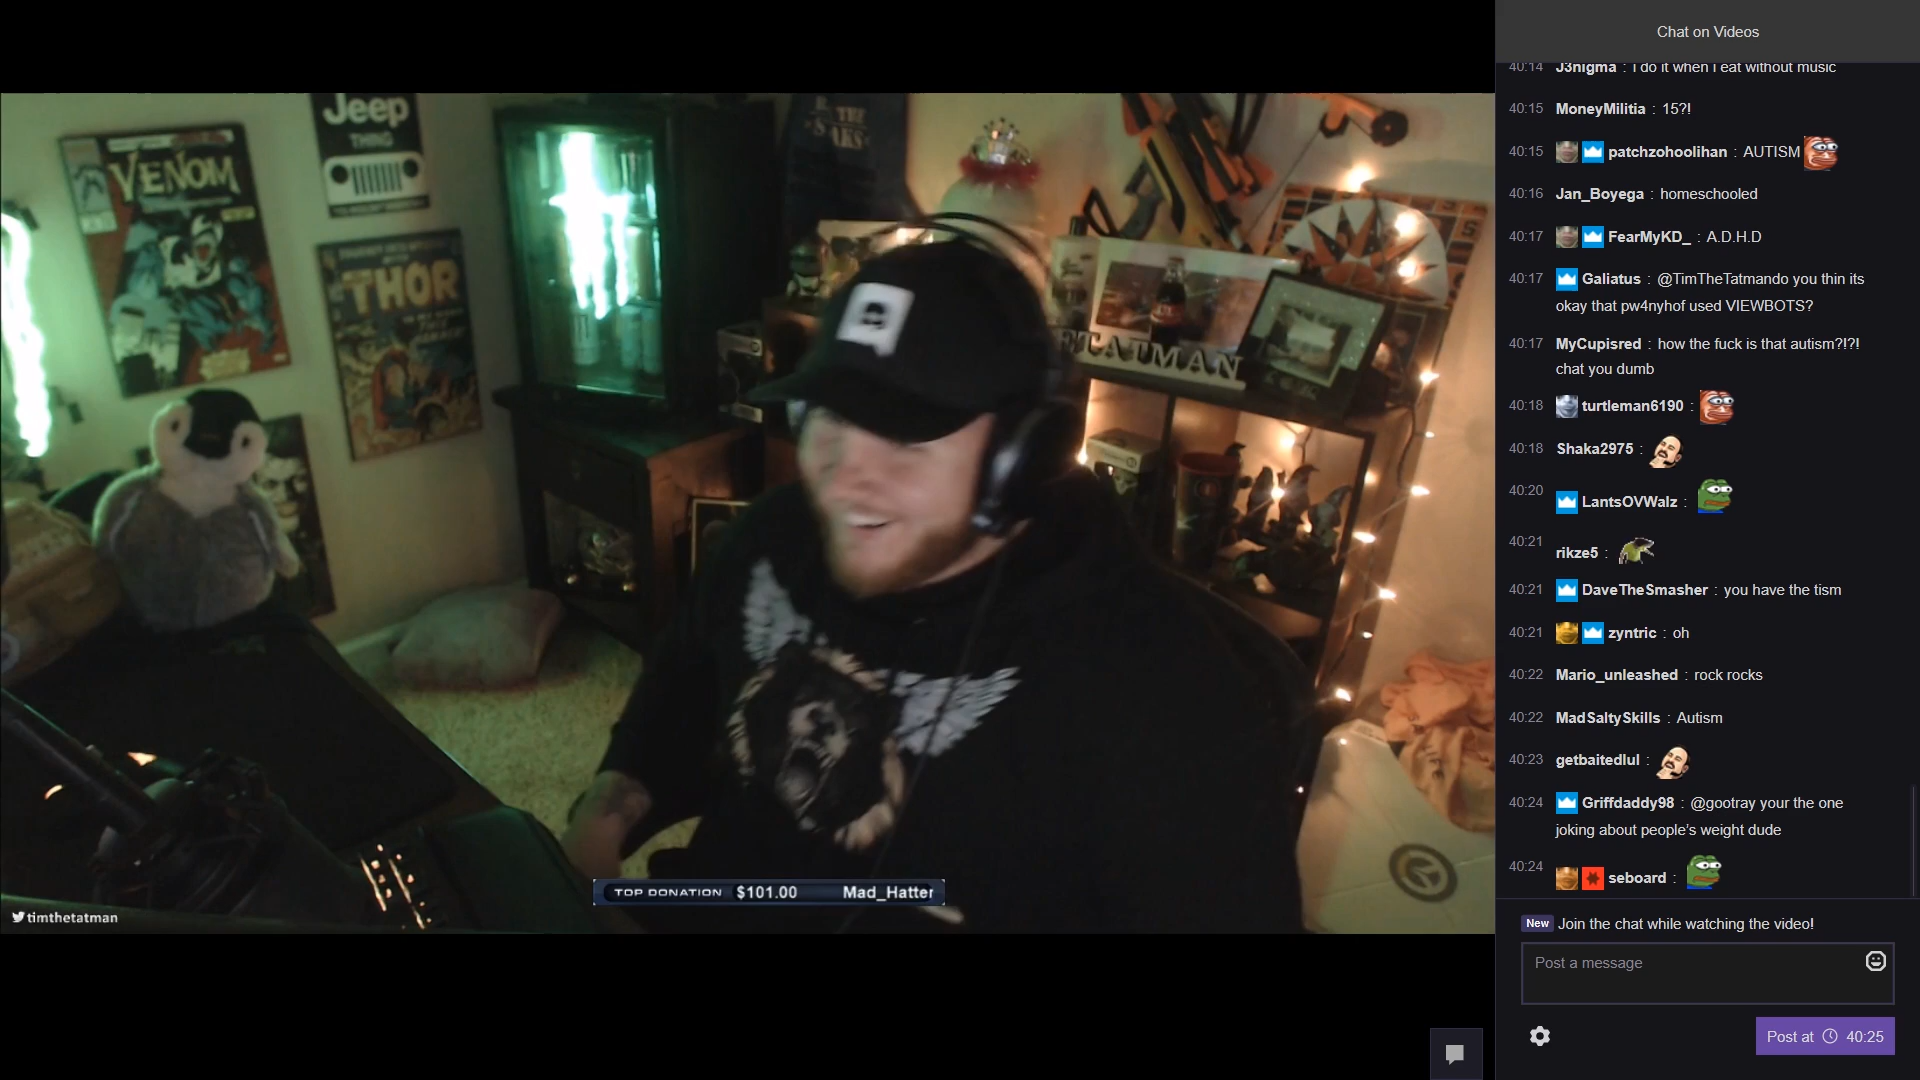 VENOM
Jeep
THING
THOR
THE
TATMAN
TOP DONATION $101.00 Mad_Hatter
timthetatman
Chat on Videos
40:14 J3nigma : I do it when I eat without music
40:15 MoneyMilitia : 15?!
40:15 patchzohoolihan : AUTISM
40:16 Jan_Boyega : homeschooled
40:17 FearMyKD_ : A.D.H.D
40:17 Galiatus : @TimTheTatmando you thin its
okay that pw4nyhof used VIEWBOTS?
40:17 MyCupisred : how the fuck is that autism?!?!
chat you dumb
40:18 turtleman6190 :
40:18 Shaka2975 :
40:20 LantsOVWalz :
40:21 rikze5 :
40:21 DaveTheSmasher : you have the tism
40:21 zyntric : oh
40:22 Mario_unleashed : rock rocks
40:22 MadSaltySkills : Autism
40:23 getbaitedlul :
40:24 Griffdaddy98 : @gootray your the one
joking about people's weight dude
40:24 seboard :
New Join the chat while watching the video!
Post a message
Post at 40:25